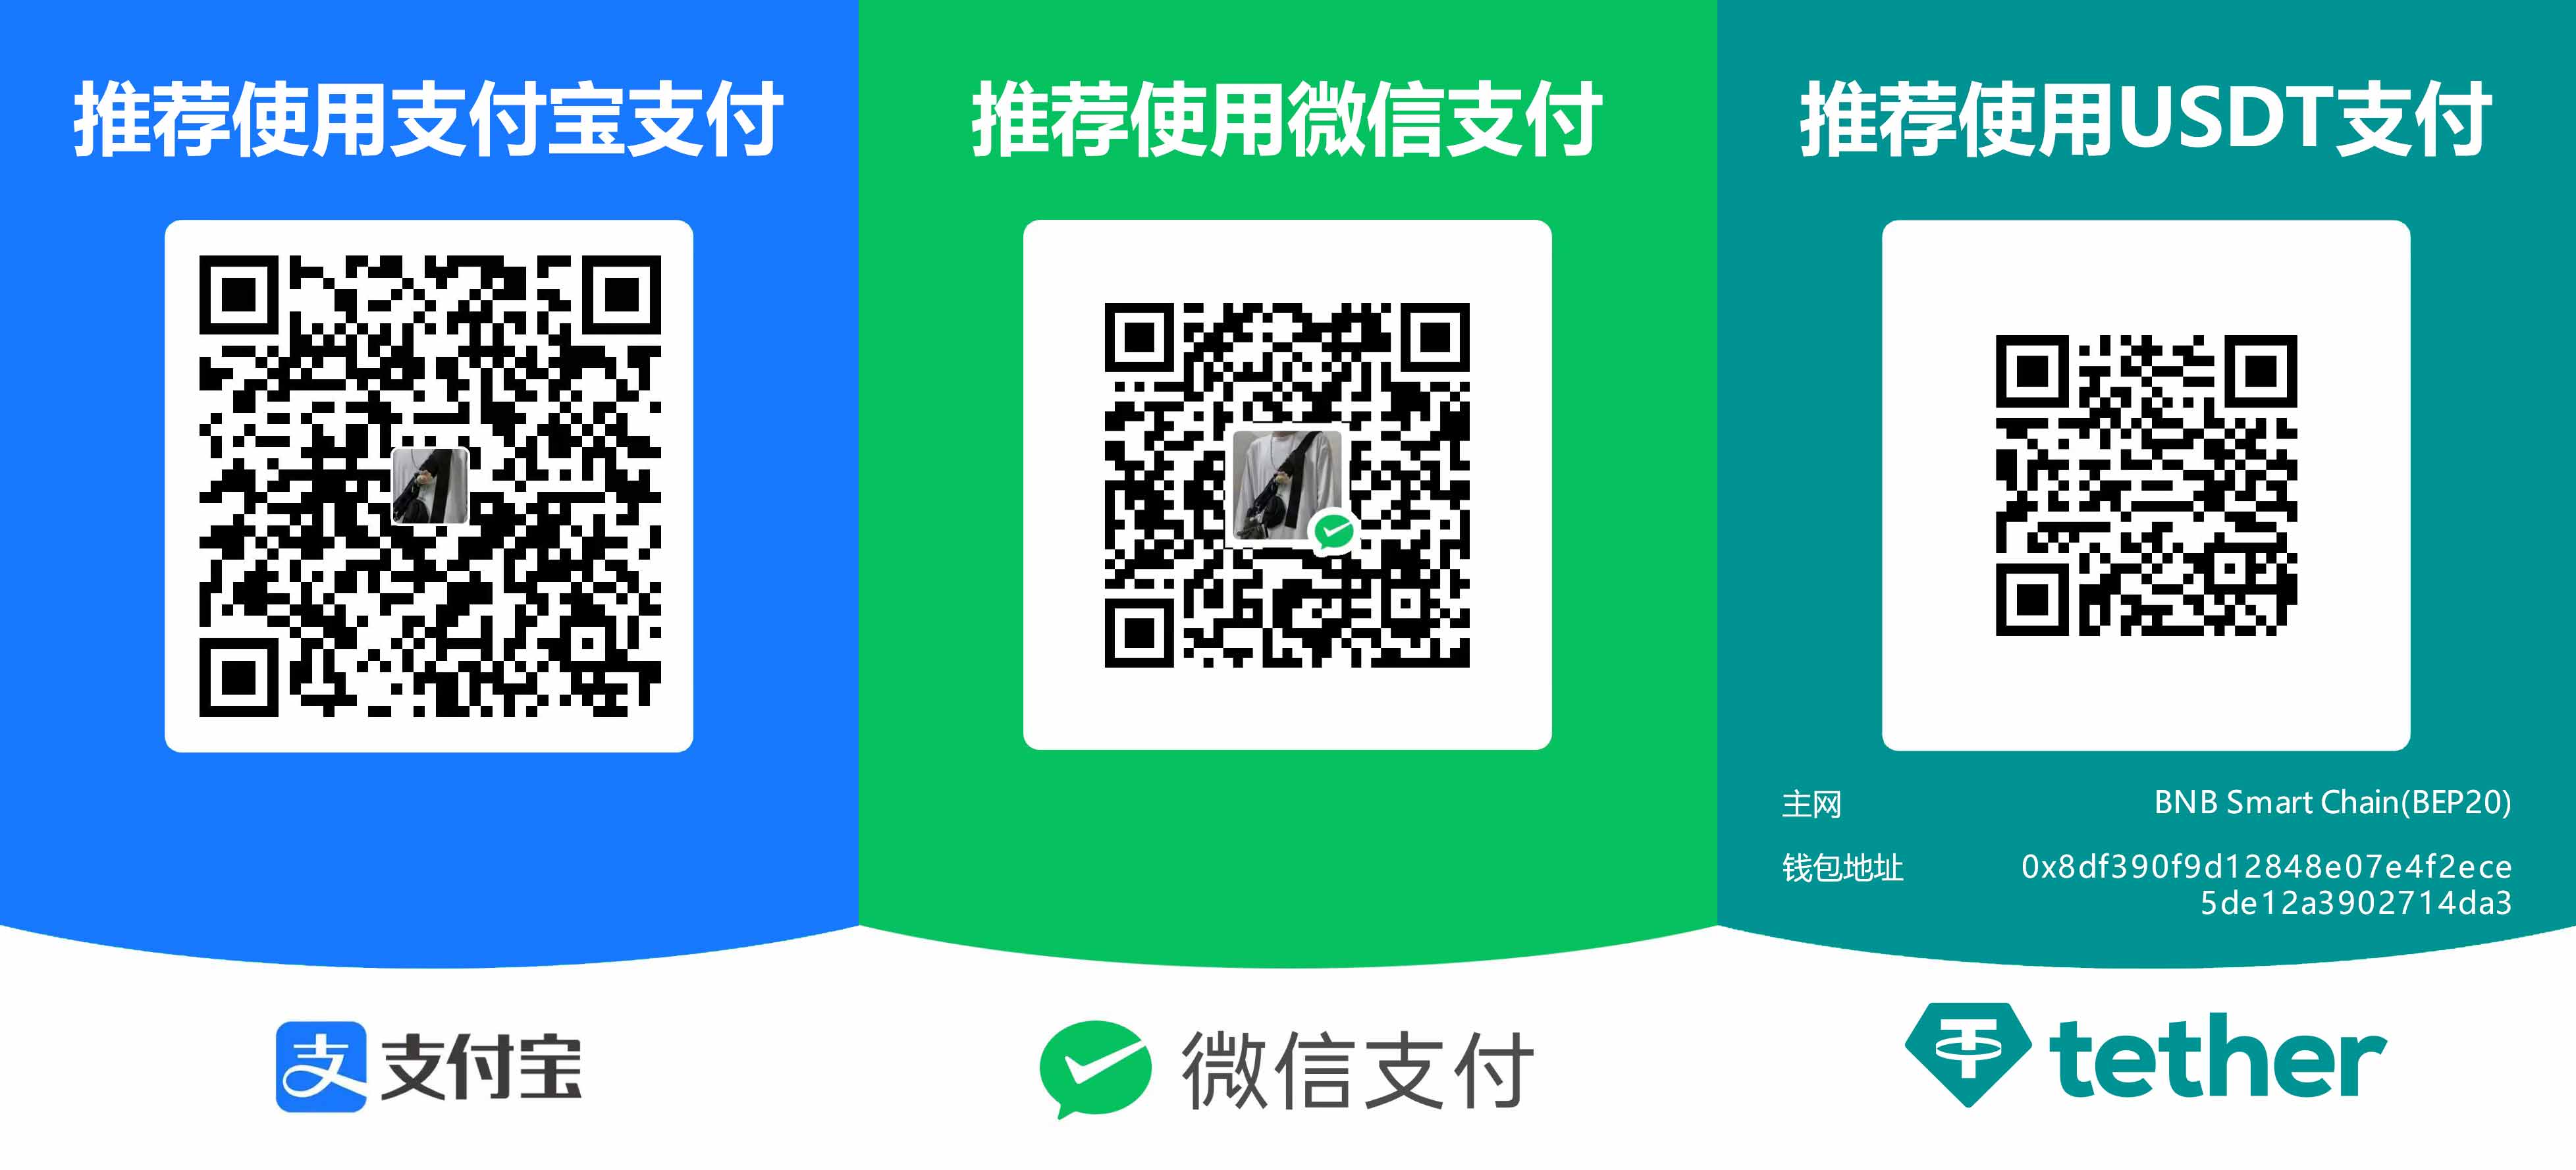 推荐使用支付宝支付
支付宝
推荐使用微信支付
微信支付
推荐使用USDT支付
主网 BNB Smart Chain(BEP20)
钱包地址 0x8df390f9d12848e07e4f2ece
5de12a3902714da3
tether